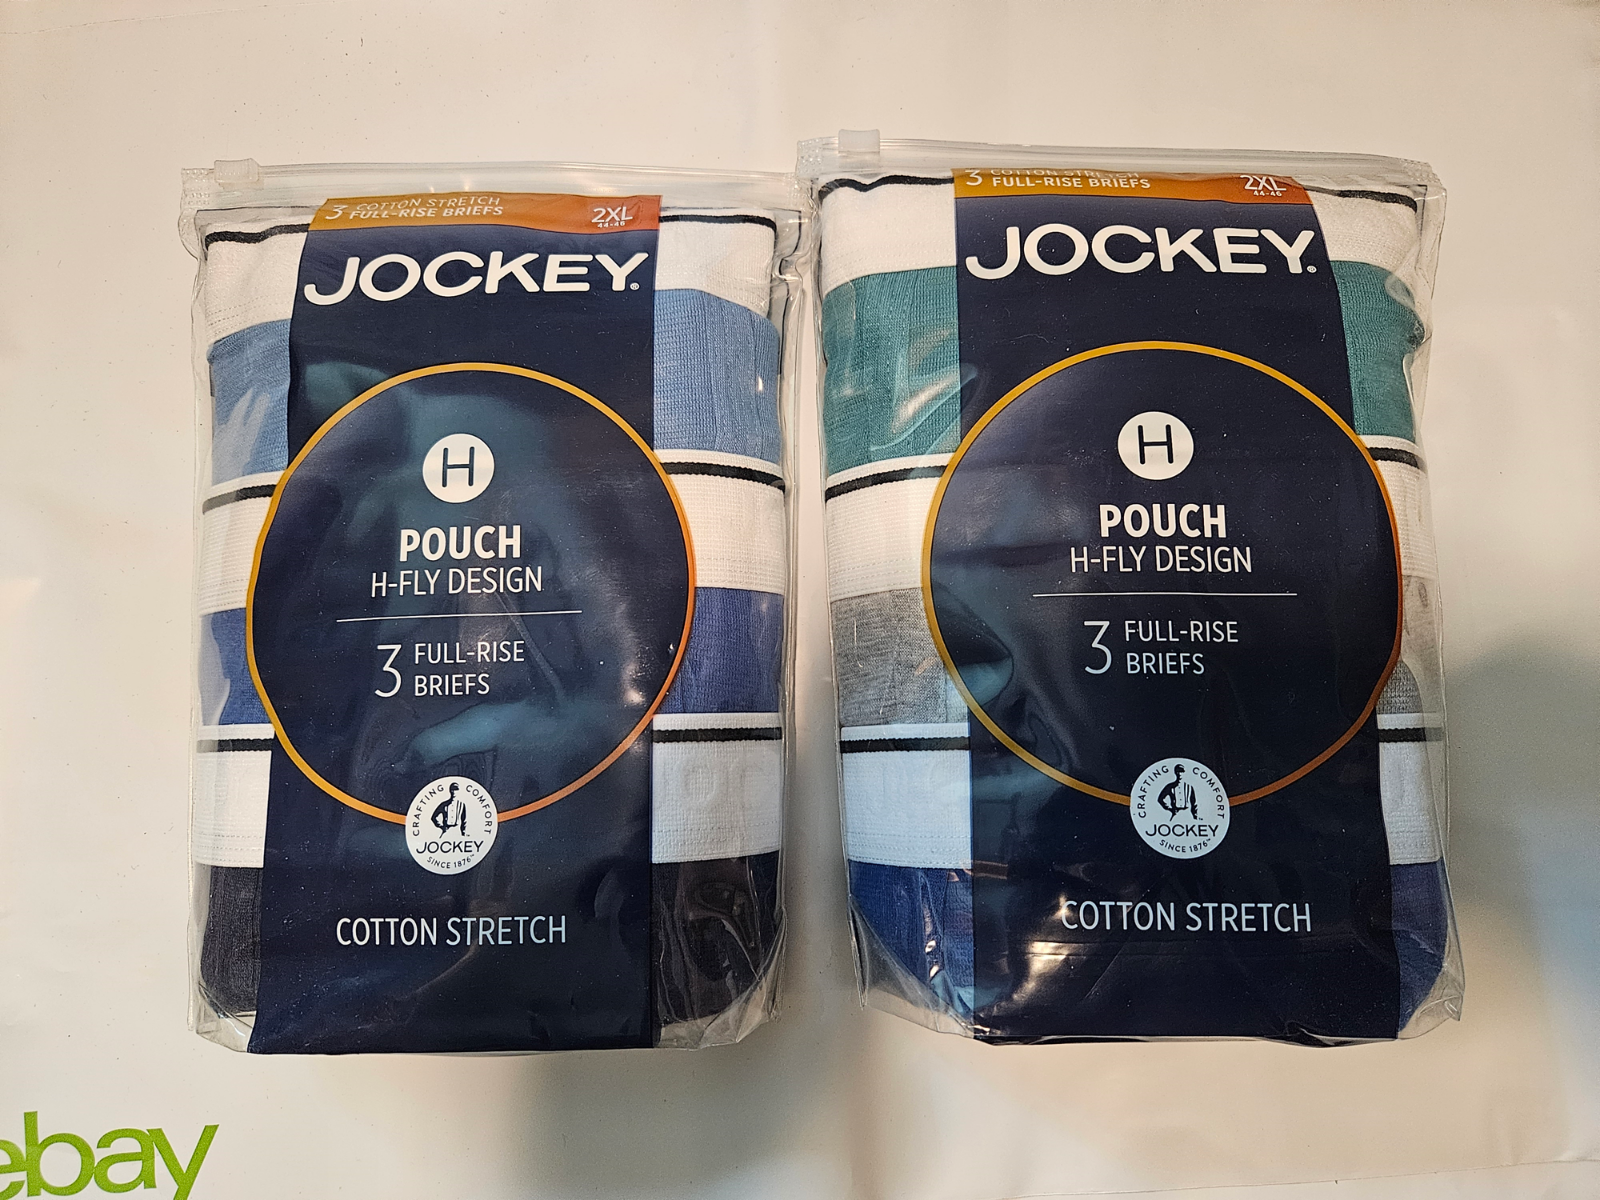 3 COTTON STRETCH
FULL-RISE BRIEFS
2XL
44-46
JOCKEY®
H
POUCH
H-FLY DESIGN
3 FULL-RISE
BRIEFS
CRAFTING COMFORT
JOCKEY
SINCE 1876™
COTTON STRETCH
3 COTTON STRETCH
FULL-RISE BRIEFS
2XL
44-46
JOCKEY®
H
POUCH
H-FLY DESIGN
3 FULL-RISE
BRIEFS
CRAFTING COMFORT
JOCKEY
SINCE 1876™
COTTON STRETCH
ebay